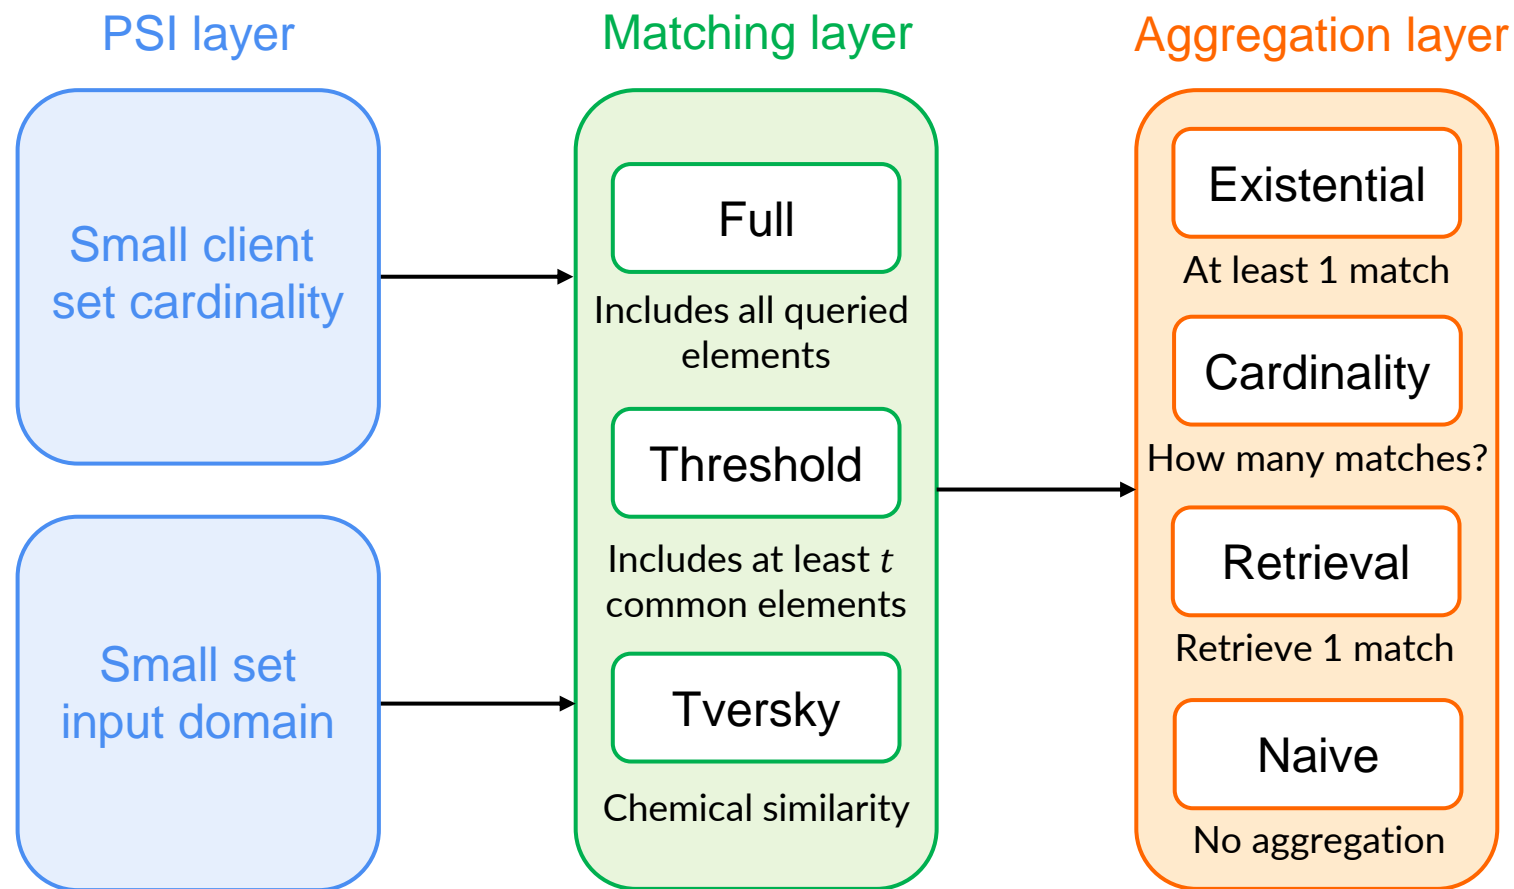 PSI layer
Small client
set cardinality
Small set
input domain
Matching layer
Full
Includes all queried
elements
Threshold
Includes at least t
common elements
Tversky
Chemical similarity
Aggregation layer
Existential
At least 1 match
Cardinality
How many matches?
Retrieval
Retrieve 1 match
Naive
No aggregation